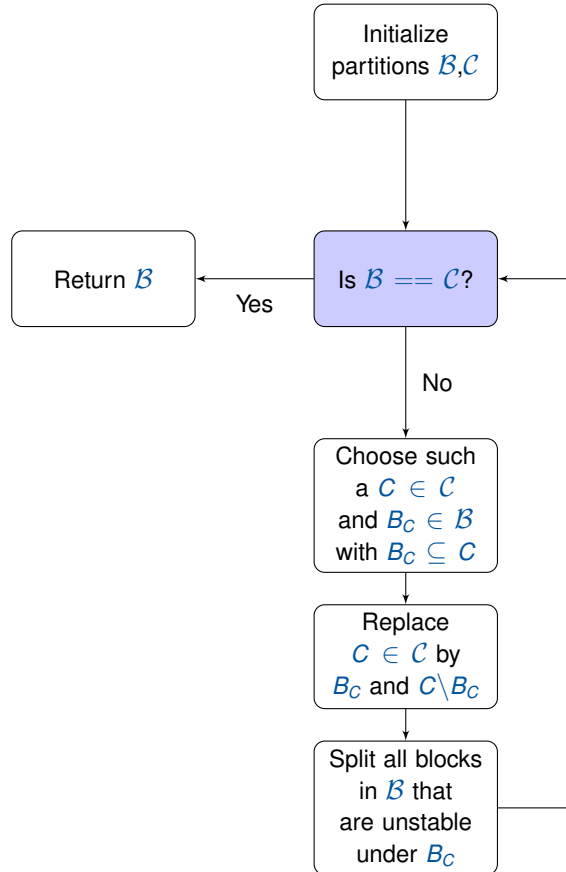 Initialize
partitions ℬ,𝒞
Return ℬ
Is ℬ == 𝒞?
Yes
No
Choose such
a C ∈ 𝒞
and B_C ∈ ℬ
with B_C ⊆ C
Replace
C ∈ 𝒞 by
B_C and C\B_C
Split all blocks
in ℬ that
are unstable
under B_C